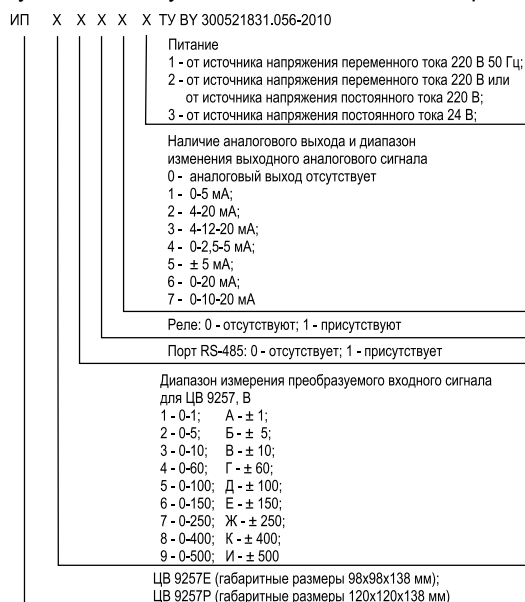 ИП Х Х Х Х Х ТУ BY 300521831.056-2010
Питание
1 - от источника напряжения переменного тока 220 В 50 Гц;
2 - от источника напряжения переменного тока 220 В или
от источника напряжения постоянного тока 220 В;
3 - от источника напряжения постоянного тока 24 В;
Наличие аналогового выхода и диапазон
изменения выходного аналогового сигнала
0 - аналоговый выход отсутствует
1 - 0-5 мА;
2 - 4-20 мА;
3 - 4-12-20 мА;
4 - 0-2,5-5 мА;
5 - ± 5 мА;
6 - 0-20 мА;
7 - 0-10-20 мА
Реле: 0 - отсутствуют; 1 - присутствуют
Порт RS-485: 0 - отсутствует; 1 - присутствует
Диапазон измерения преобразуемого входного сигнала
для ЦВ 9257, В
1 - 0-1; А - ± 1;
2 - 0-5; Б - ± 5;
3 - 0-10; В - ± 10;
4 - 0-60; Г - ± 60;
5 - 0-100; Д - ± 100;
6 - 0-150; Е - ± 150;
7 - 0-250; Ж - ± 250;
8 - 0-400; К - ± 400;
9 - 0-500; И - ± 500
ЦВ 9257Е (габаритные размеры 98х98х138 мм);
ЦВ 9257Р (габаритные размеры 120х120х138 мм)